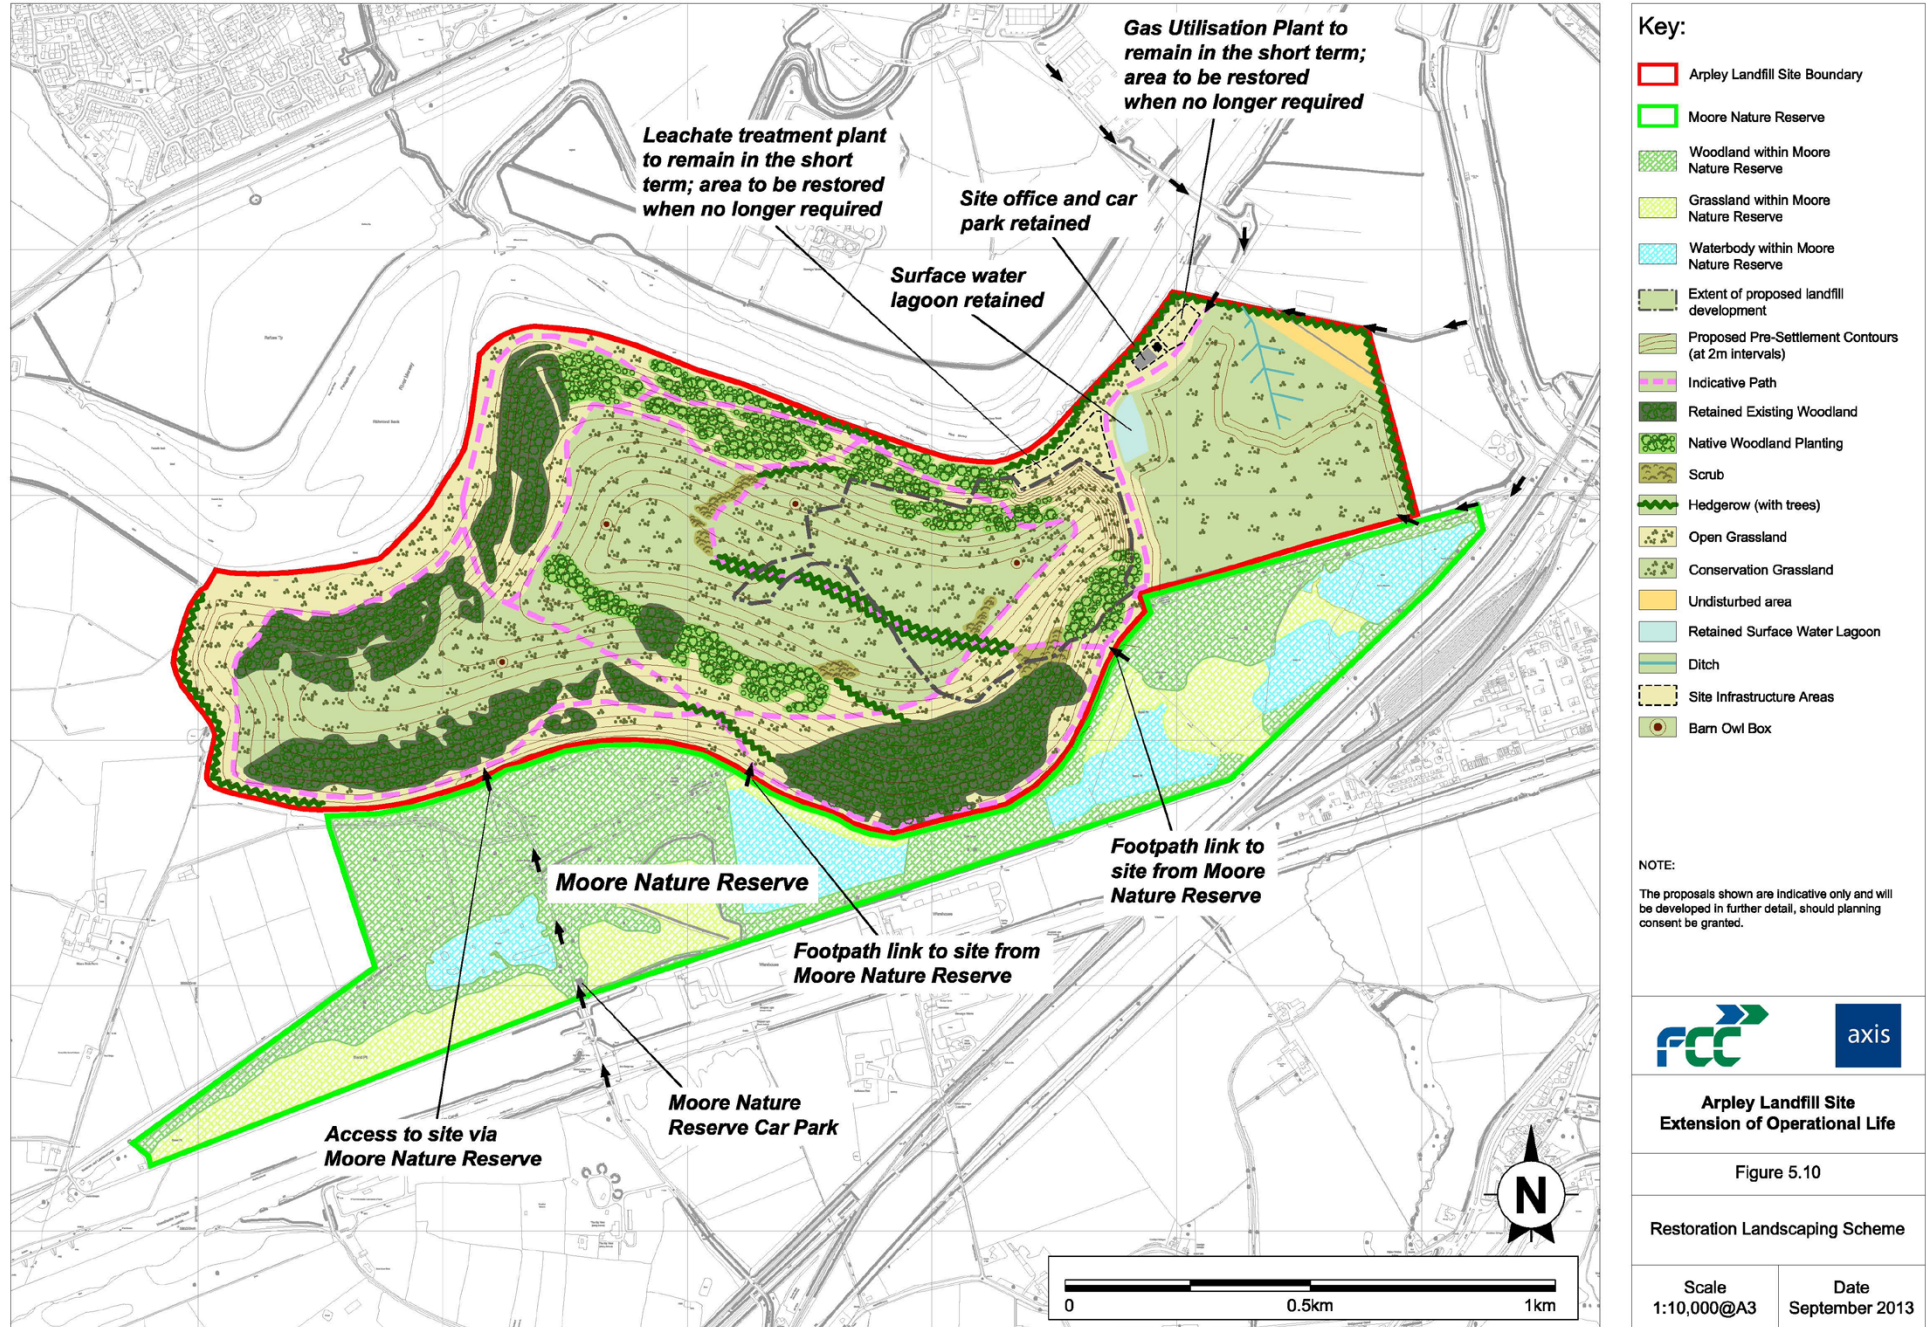 Gas Utilisation Plant to
remain in the short term;
area to be restored
when no longer required
Leachate treatment plant
to remain in the short
term; area to be restored
when no longer required
Site office and car
park retained
Surface water
lagoon retained
Moore Nature Reserve
Footpath link to
site from Moore
Nature Reserve
Footpath link to site from
Moore Nature Reserve
Moore Nature
Reserve Car Park
Access to site via
Moore Nature Reserve
N
0
0.5km
1km
Key:
Arpley Landfill Site Boundary
Moore Nature Reserve
Woodland within Moore
Nature Reserve
Grassland within Moore
Nature Reserve
Waterbody within Moore
Nature Reserve
Extent of proposed landfill
development
Proposed Pre-Settlement Contours
(at 2m intervals)
Indicative Path
Retained Existing Woodland
Native Woodland Planting
Scrub
Hedgerow (with trees)
Open Grassland
Conservation Grassland
Undisturbed area
Retained Surface Water Lagoon
Ditch
Site Infrastructure Areas
Barn Owl Box
NOTE:
The proposals shown are indicative only and will
be developed in further detail, should planning
consent be granted.
FCC
axis
Arpley Landfill Site
Extension of Operational Life
Figure 5.10
Restoration Landscaping Scheme
Scale
1:10,000@A3
Date
September 2013